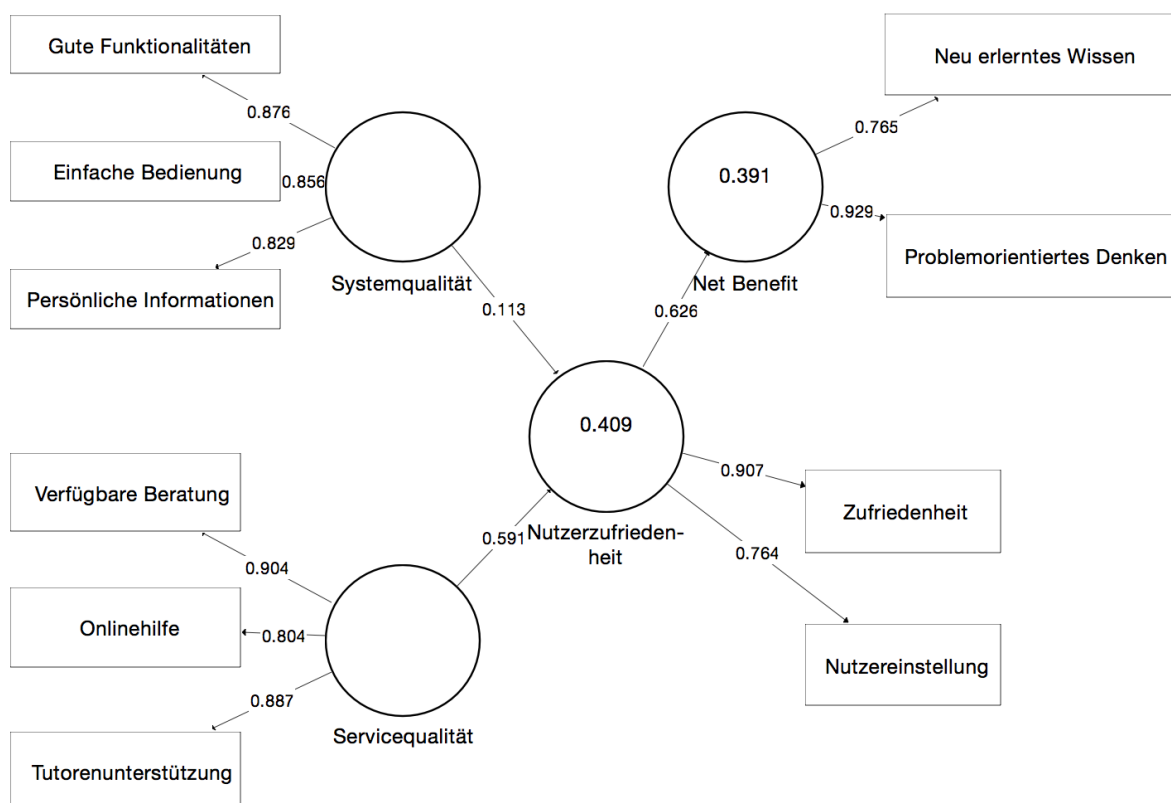 Gute Funktionalitäten
0.876
Einfache Bedienung
0.856
0.829
Persönliche Informationen
Systemqualität
0.113
Neu erlerntes Wissen
0.765
0.391
0.929
Problemorientiertes Denken
Net Benefit
0.626
0.409
Nutzerzufrieden-
heit
0.907
Zufriedenheit
0.764
Nutzereinstellung
Verfügbare Beratung
0.904
0.591
Onlinehilfe
0.804
0.887
Tutorenunterstützung
Servicequalität